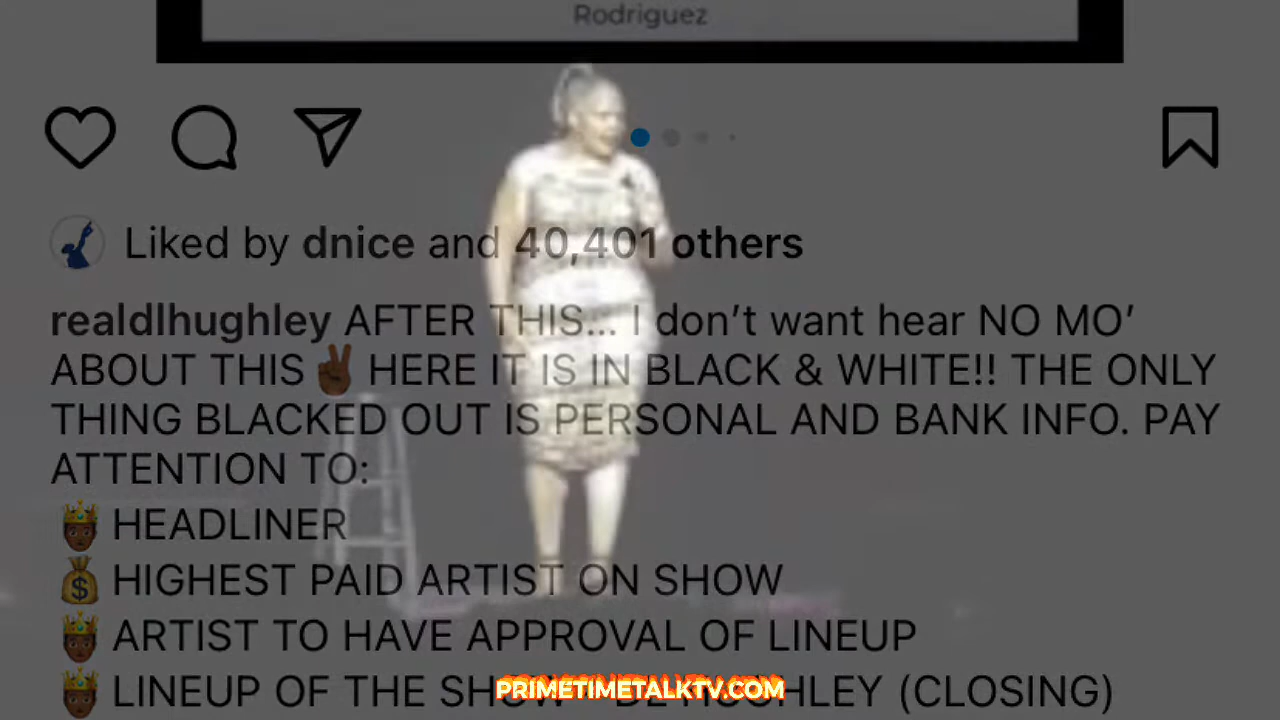 Rodriguez
Liked by dnice and 40,401 others
realdlhughley AFTER THIS... I don't want hear NO MO'
ABOUT THIS✌🏾HERE IT IS IN BLACK & WHITE!! THE ONLY
THING BLACKED OUT IS PERSONAL AND BANK INFO. PAY
ATTENTION TO:
🤴🏾HEADLINER
💰HIGHEST PAID ARTIST ON SHOW
🤴🏾ARTIST TO HAVE APPROVAL OF LINEUP
🤴🏾LINEUP OF THE SHOW HUGHLEY (CLOSING)
PRIMETIMETALKTV.COM